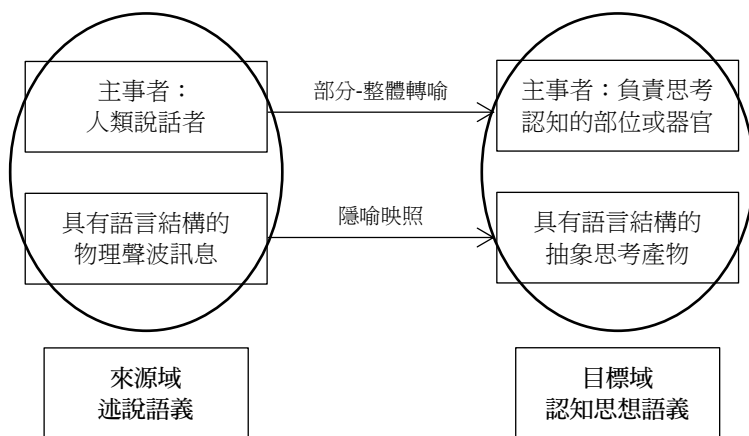 主事者：
人類說話者
部分-整體轉喻
主事者：負責思考
認知的部位或器官
具有語言結構的
物理聲波訊息
隱喻映照
具有語言結構的
抽象思考產物
來源域
述說語義
目標域
認知思想語義